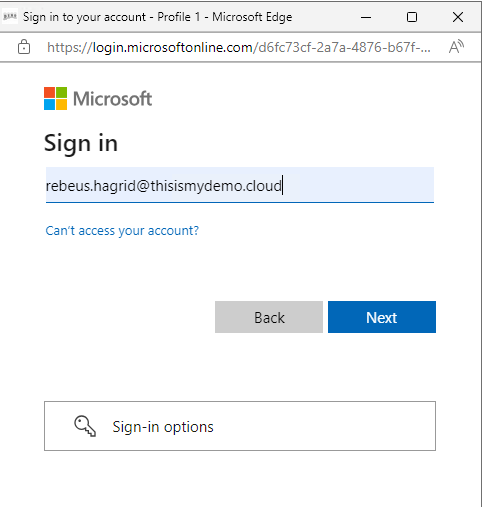 Sign in to your account - Profile 1 - Microsoft Edge
https://login.microsoftonline.com/d6fc73cf-2a7a-4876-b67f-...
Microsoft
Sign in
rebeus.hagrid@thisismydemo.cloud
Can't access your account?
Back
Next
Sign-in options